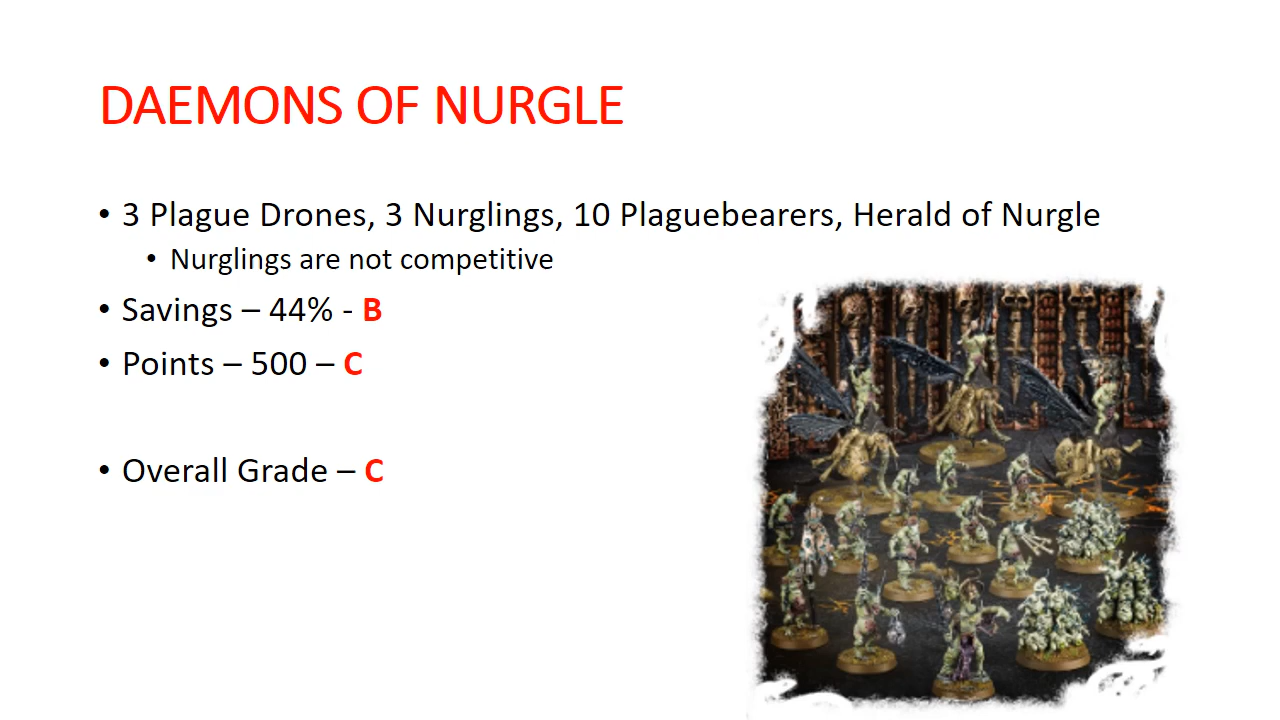 DAEMONS OF NURGLE
• 3 Plague Drones, 3 Nurglings, 10 Plaguebearers, Herald of Nurgle
• Nurglings are not competitive
• Savings – 44% - B
• Points – 500 – C
• Overall Grade – C